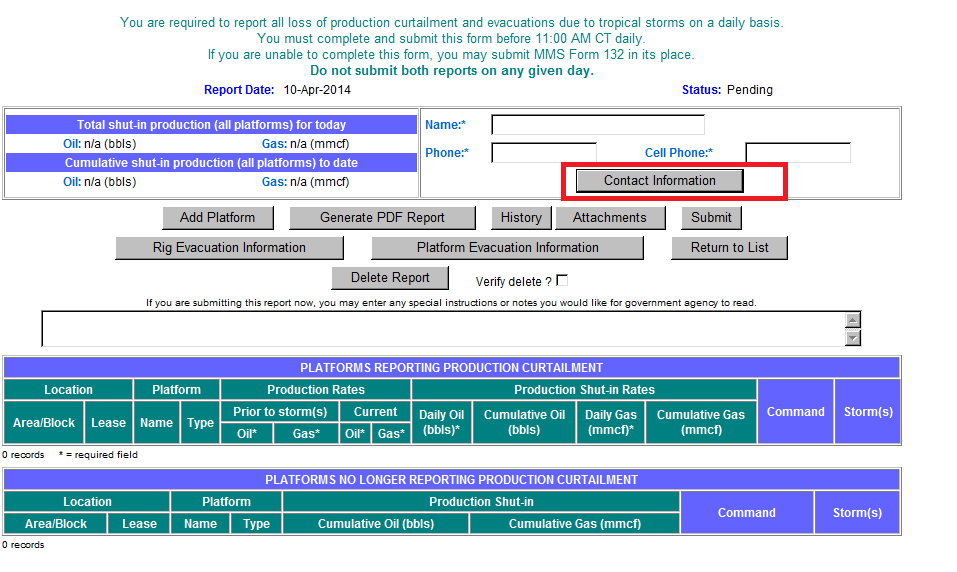 You are required to report all loss of production curtailment and evacuations due to tropical storms on a daily basis.
You must complete and submit this form before 11:00 AM CT daily.
If you are unable to complete this form, you may submit MMS Form 132 in its place.
Do not submit both reports on any given day.
Report Date: 10-Apr-2014 Status: Pending
Total shut-in production (all platforms) for today
Oil: n/a (bbls) Gas: n/a (mmcf)
Cumulative shut-in production (all platforms) to date
Oil: n/a (bbls) Gas: n/a (mmcf)
Name:*
Phone:* Cell Phone:*
Contact Information
Add Platform Generate PDF Report History Attachments Submit
Rig Evacuation Information Platform Evacuation Information Return to List
Delete Report Verify delete ?
If you are submitting this report now, you may enter any special instructions or notes you would like for government agency to read.
PLATFORMS REPORTING PRODUCTION CURTAILMENT
Location Platform Production Rates Production Shut-in Rates Command Storm(s)
Area/Block Lease Name Type Prior to storm(s) Current Daily Oil (bbls)* Cumulative Oil (bbls) Daily Gas (mmcf)* Cumulative Gas (mmcf)
Oil* Gas* Oil* Gas*
0 records * = required field
PLATFORMS NO LONGER REPORTING PRODUCTION CURTAILMENT
Location Platform Production Shut-in Command Storm(s)
Area/Block Lease Name Type Cumulative Oil (bbls) Cumulative Gas (mmcf)
0 records